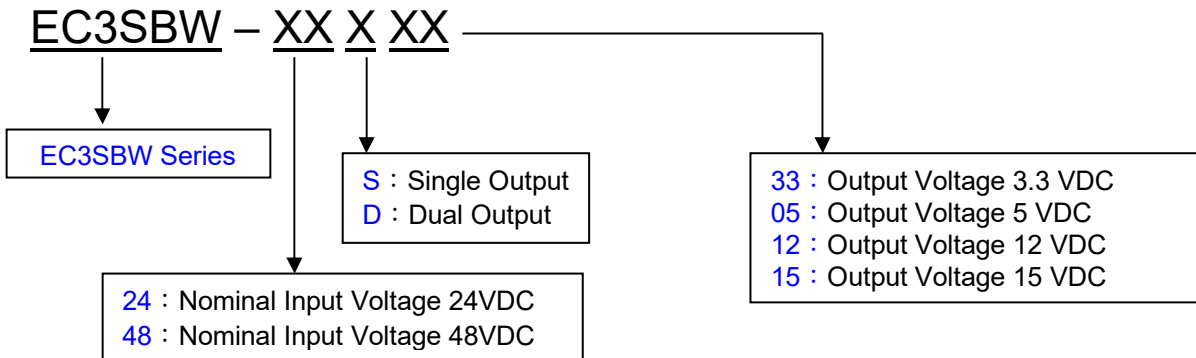 EC3SBW – XX X XX
EC3SBW Series
S：Single Output
D：Dual Output
33：Output Voltage 3.3 VDC
05：Output Voltage 5 VDC
12：Output Voltage 12 VDC
15：Output Voltage 15 VDC
24：Nominal Input Voltage 24VDC
48：Nominal Input Voltage 48VDC